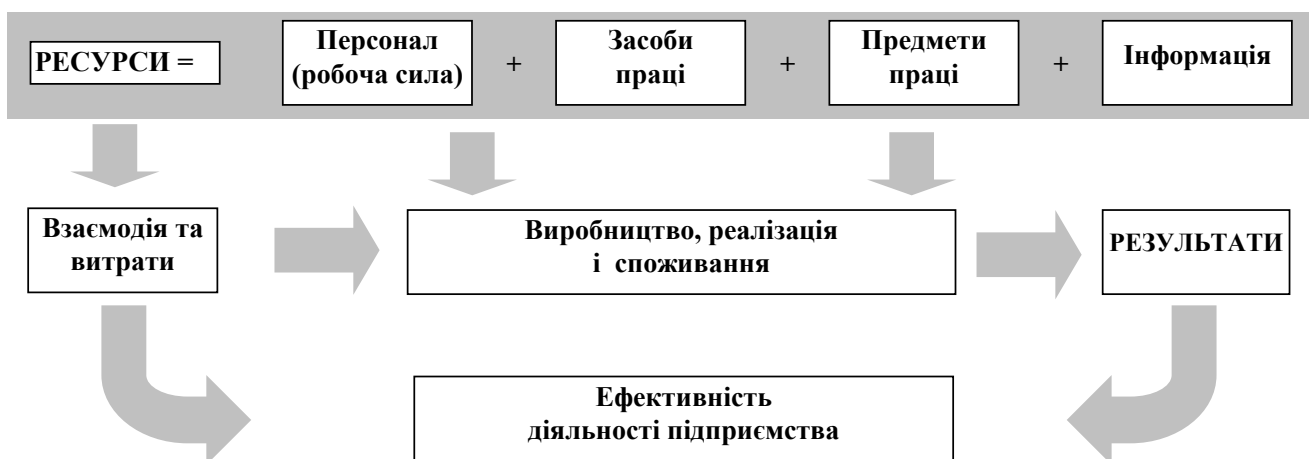 РЕСУРСИ =
Персонал
(робоча сила)
+
Засоби
праці
+
Предмети
праці
+
Інформація
Взаємодія та
витрати
Виробництво, реалізація
і споживання
РЕЗУЛЬТАТИ
Ефективність
діяльності підприємства